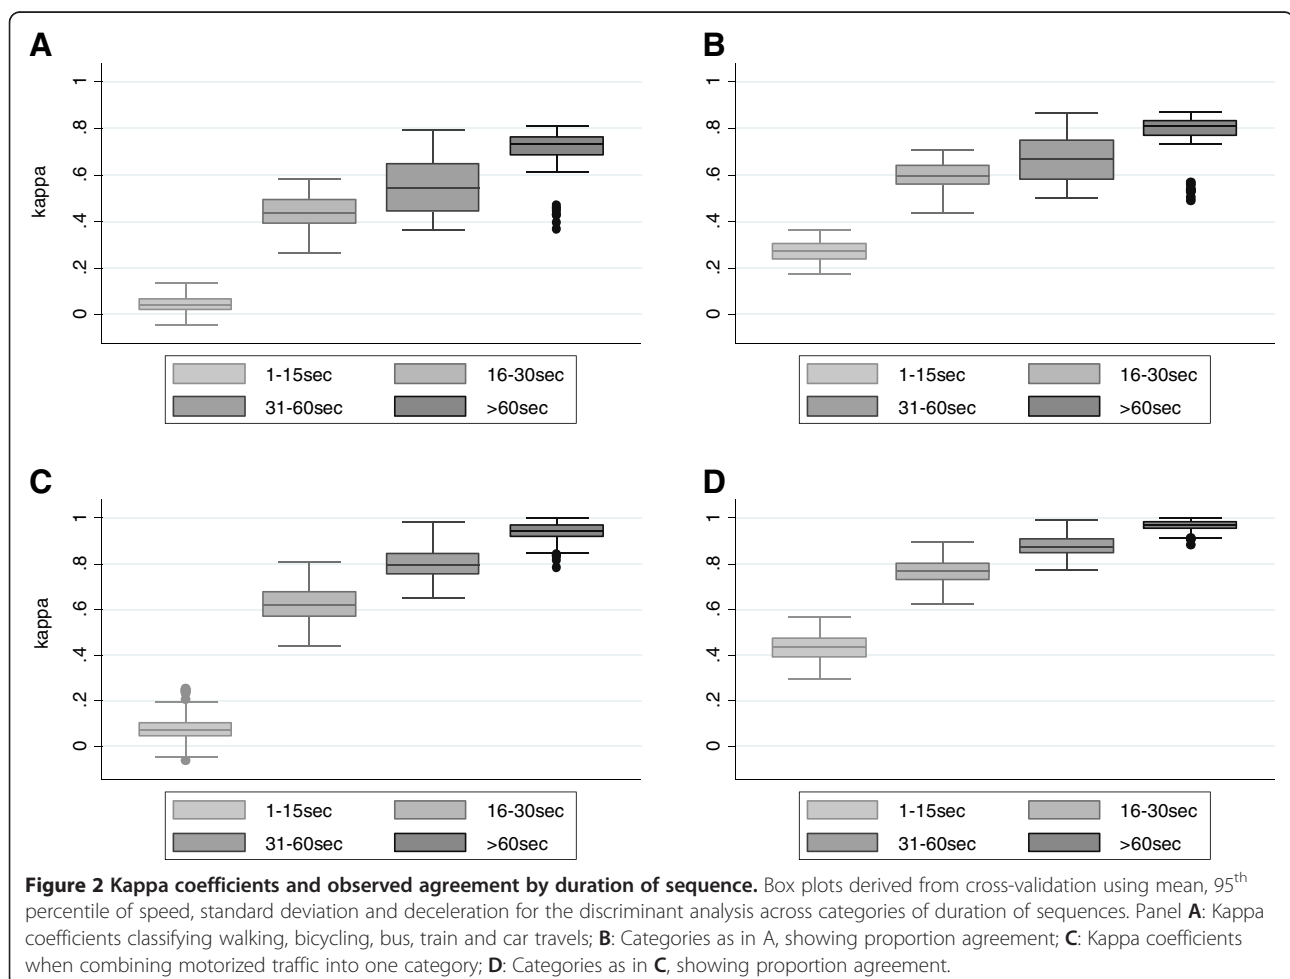 A
1
.8
.6
.4
.2
0
kappa
1-15sec 16-30sec
31-60sec >60sec
B
1
.8
.6
.4
.2
0
1-15sec 16-30sec
31-60sec >60sec
C
1
.8
.6
.4
.2
0
kappa
1-15sec 16-30sec
31-60sec >60sec
D
1
.8
.6
.4
.2
0
1-15sec 16-30sec
31-60sec >60sec
Figure 2 Kappa coefficients and observed agreement by duration of sequence. Box plots derived from cross-validation using mean, 95th
percentile of speed, standard deviation and deceleration for the discriminant analysis across categories of duration of sequences. Panel A: Kappa
coefficients classifying walking, bicycling, bus, train and car travels; B: Categories as in A, showing proportion agreement; C: Kappa coefficients
when combining motorized traffic into one category; D: Categories as in C, showing proportion agreement.